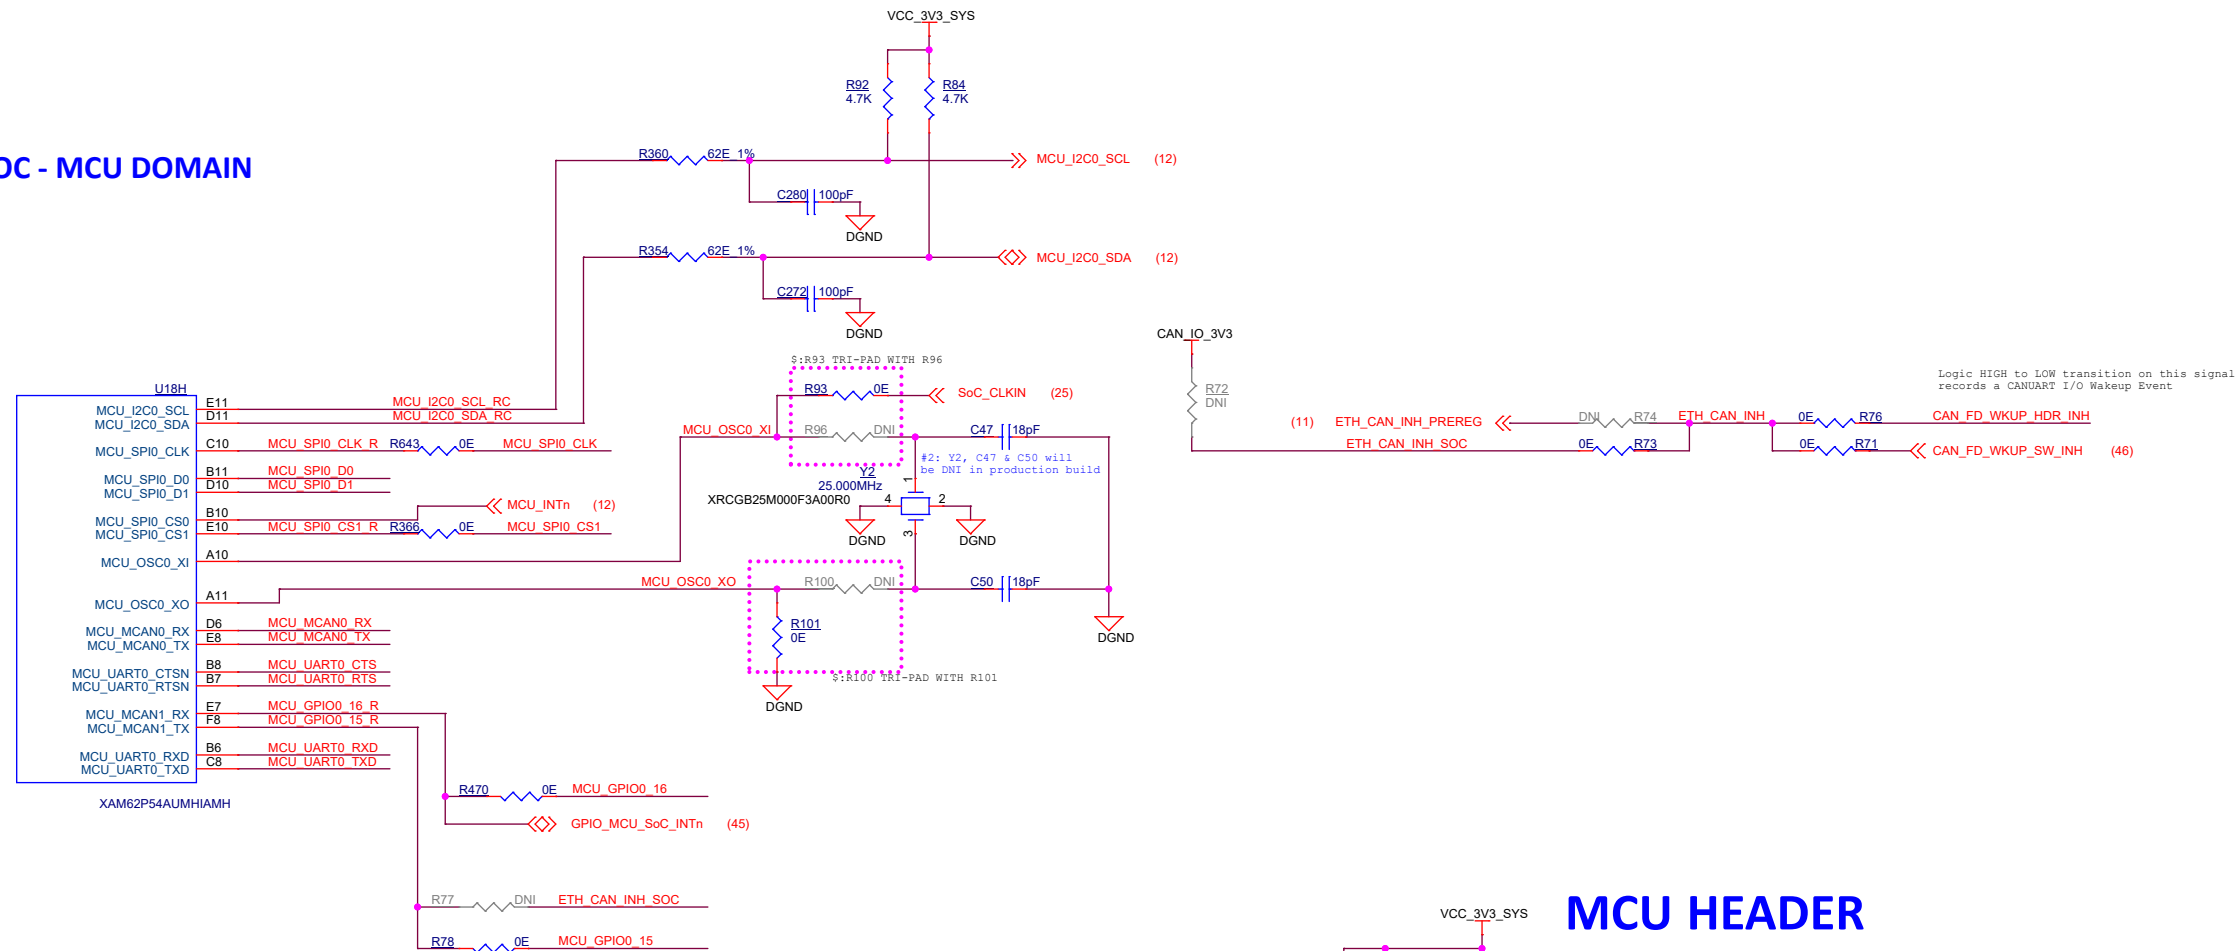 VCC_3V3_SYS
R92
4.7K
R84
4.7K
OC - MCU DOMAIN
R360
62E_1%
MCU_I2C0_SCL (12)
C280
100pF
DGND
R354
62E_1%
MCU_I2C0_SDA (12)
C272
100pF
DGND
CAN_IO_3V3
R72
DNI
$:R93 TRI-PAD WITH R96
R93
0E
SoC_CLKIN (25)
MCU_OSC0_XI
R96
DNI
C47
18pF
#2: Y2, C47 & C50 will
be DNI in production build
Y2
25.000MHz
XRCGB25M000F3A00R0
1
4
2
3
DGND
DGND
MCU_OSC0_XO
R100
DNI
C50
18pF
R101
0E
DGND
$:R100 TRI-PAD WITH R101
DGND
Logic HIGH to LOW transition on this signal
records a CANUART I/O Wakeup Event
(11) ETH_CAN_INH_PREREG
DNI
R74
ETH_CAN_INH
0E
R76
CAN_FD_WKUP_HDR_INH
ETH_CAN_INH_SOC
0E
R73
0E
R71
CAN_FD_WKUP_SW_INH (46)
U18H
MCU_I2C0_SCL
E11
MCU_I2C0_SCL_RC
MCU_I2C0_SDA
D11
MCU_I2C0_SDA_RC
MCU_SPI0_CLK
C10
MCU_SPI0_CLK_R
R643
0E
MCU_SPI0_CLK
MCU_SPI0_D0
B11
MCU_SPI0_D0
MCU_SPI0_D1
D10
MCU_SPI0_D1
MCU_INTn (12)
MCU_SPI0_CS0
B10
MCU_SPI0_CS1
E10
MCU_SPI0_CS1_R
R366
0E
MCU_SPI0_CS1
MCU_OSC0_XI
A10
MCU_OSC0_XO
A11
MCU_MCAN0_RX
D6
MCU_MCAN0_RX
MCU_MCAN0_TX
E8
MCU_MCAN0_TX
MCU_UART0_CTSN
B8
MCU_UART0_CTS
MCU_UART0_RTSN
B7
MCU_UART0_RTS
MCU_MCAN1_RX
E7
MCU_GPIO0_16_R
MCU_MCAN1_TX
F8
MCU_GPIO0_15_R
MCU_UART0_RXD
B6
MCU_UART0_RXD
MCU_UART0_TXD
C8
MCU_UART0_TXD
XAM62P54AUMHIAMH
R470
0E
MCU_GPIO0_16
GPIO_MCU_SoC_INTn (45)
R77
DNI
ETH_CAN_INH_SOC
R78
0E
MCU_GPIO0_15
VCC_3V3_SYS
MCU HEADER